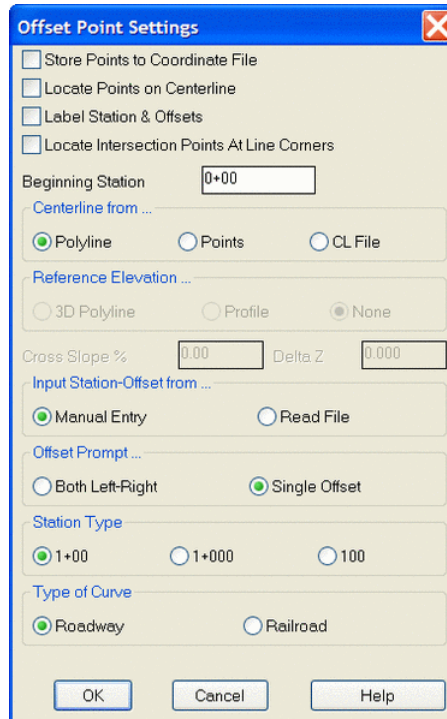 Offset Point Settings
Store Points to Coordinate File
Locate Points on Centerline
Label Station & Offsets
Locate Intersection Points At Line Corners
Beginning Station 0+00
Centerline from ...
Polyline Points CL File
Reference Elevation ...
3D Polyline Profile None
Cross Slope % 0.00 Delta Z 0.000
Input Station-Offset from ...
Manual Entry Read File
Offset Prompt ...
Both Left-Right Single Offset
Station Type
1+00 1+000 100
Type of Curve
Roadway Railroad
OK Cancel Help